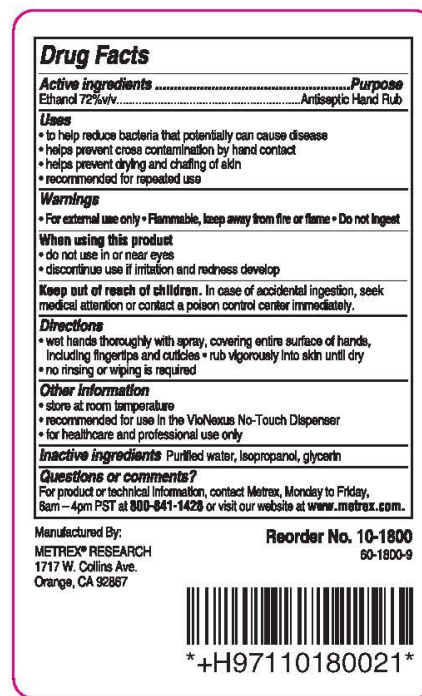 Drug Facts
Active ingredients ........................................................Purpose
Ethanol 72%v/v......................................................Antiseptic Hand Rub
Uses
• to help reduce bacteria that potentially can cause disease
• helps prevent cross contamination by hand contact
• helps prevent drying and chafing of skin
• recommended for repeated use
Warnings
• For external use only • Flammable, keep away from fire or flame • Do not ingest
When using this product
• do not use in or near eyes
• discontinue use if irritation and redness develop
Keep out of reach of children. In case of accidental ingestion, seek
medical attention or contact a poison control center immediately.
Directions
• wet hands thoroughly with spray, covering entire surface of hands,
including fingertips and cuticles • rub vigorously into skin until dry
• no rinsing or wiping is required
Other information
• store at room temperature
• recommended for use in the VioNexus No-Touch Dispenser
• for healthcare and professional use only
Inactive ingredients Purified water, isopropanol, glycerin
Questions or comments?
For product or technical information, contact Metrex, Monday to Friday,
6am – 4pm PST at 800-841-1428 or visit our website at www.metrex.com.
Manufactured By:
METREX® RESEARCH
1717 W. Collins Ave.
Orange, CA 92867
Reorder No. 10-1800
60-1800-9
*+H97110180021*